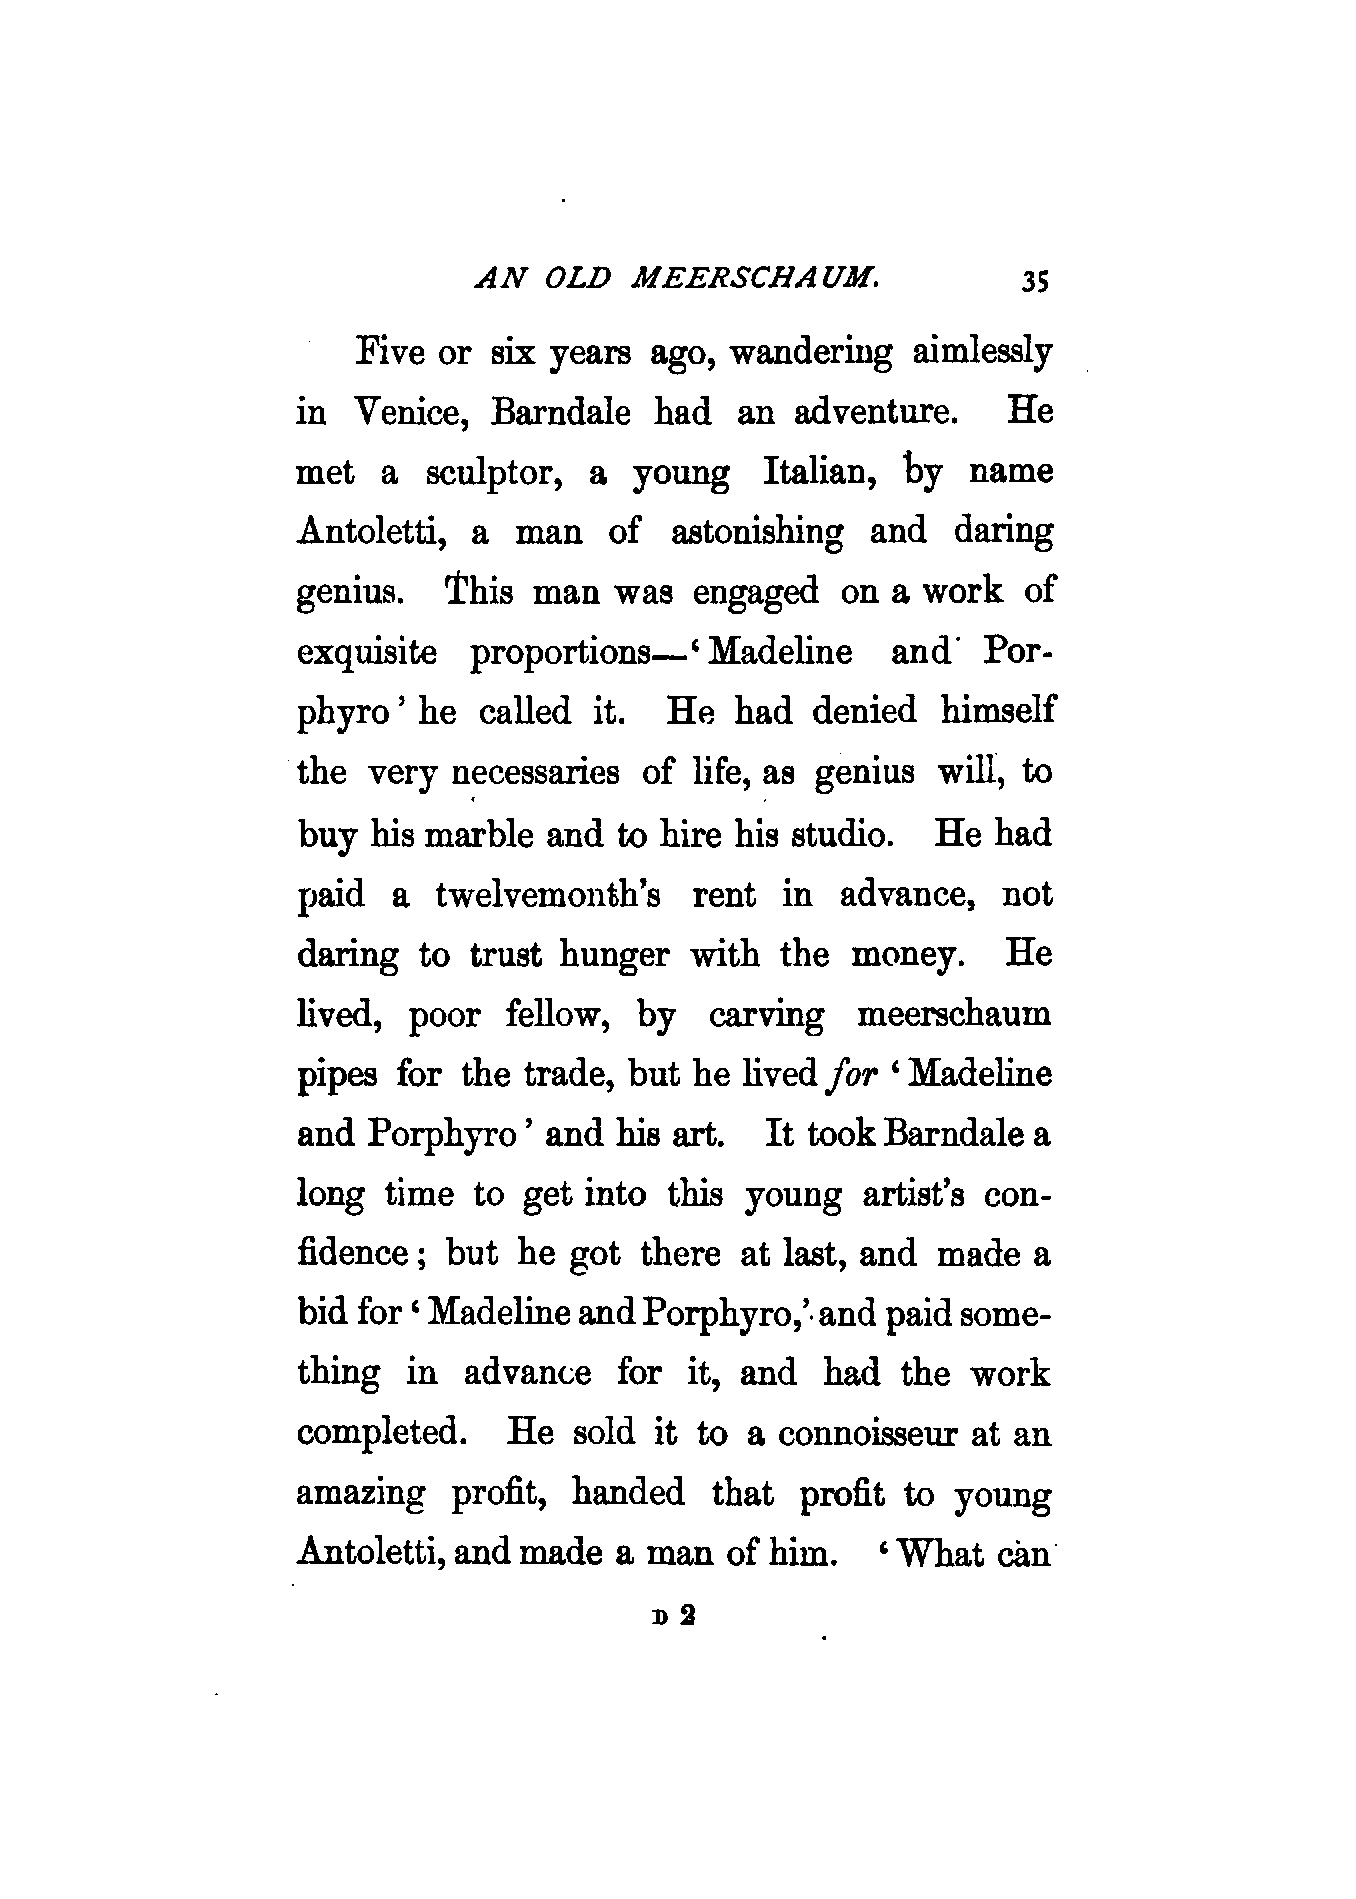 AN OLD MEERSCHAUM. 35
Five or six years ago, wandering aimlessly
in Venice, Barndale had an adventure. He
met a sculptor, a young Italian, by name
Antoletti, a man of astonishing and daring
genius. This man was engaged on a work of
exquisite proportions—‘Madeline and Por-
phyro’ he called it. He had denied himself
the very necessaries of life, as genius will, to
buy his marble and to hire his studio. He had
paid a twelvemonth’s rent in advance, not
daring to trust hunger with the money. He
lived, poor fellow, by carving meerschaum
pipes for the trade, but he lived for ‘Madeline
and Porphyro’ and his art. It took Barndale a
long time to get into this young artist’s con-
fidence; but he got there at last, and made a
bid for ‘Madeline and Porphyro,’ and paid some-
thing in advance for it, and had the work
completed. He sold it to a connoisseur at an
amazing profit, handed that profit to young
Antoletti, and made a man of him. ‘What can
D 2